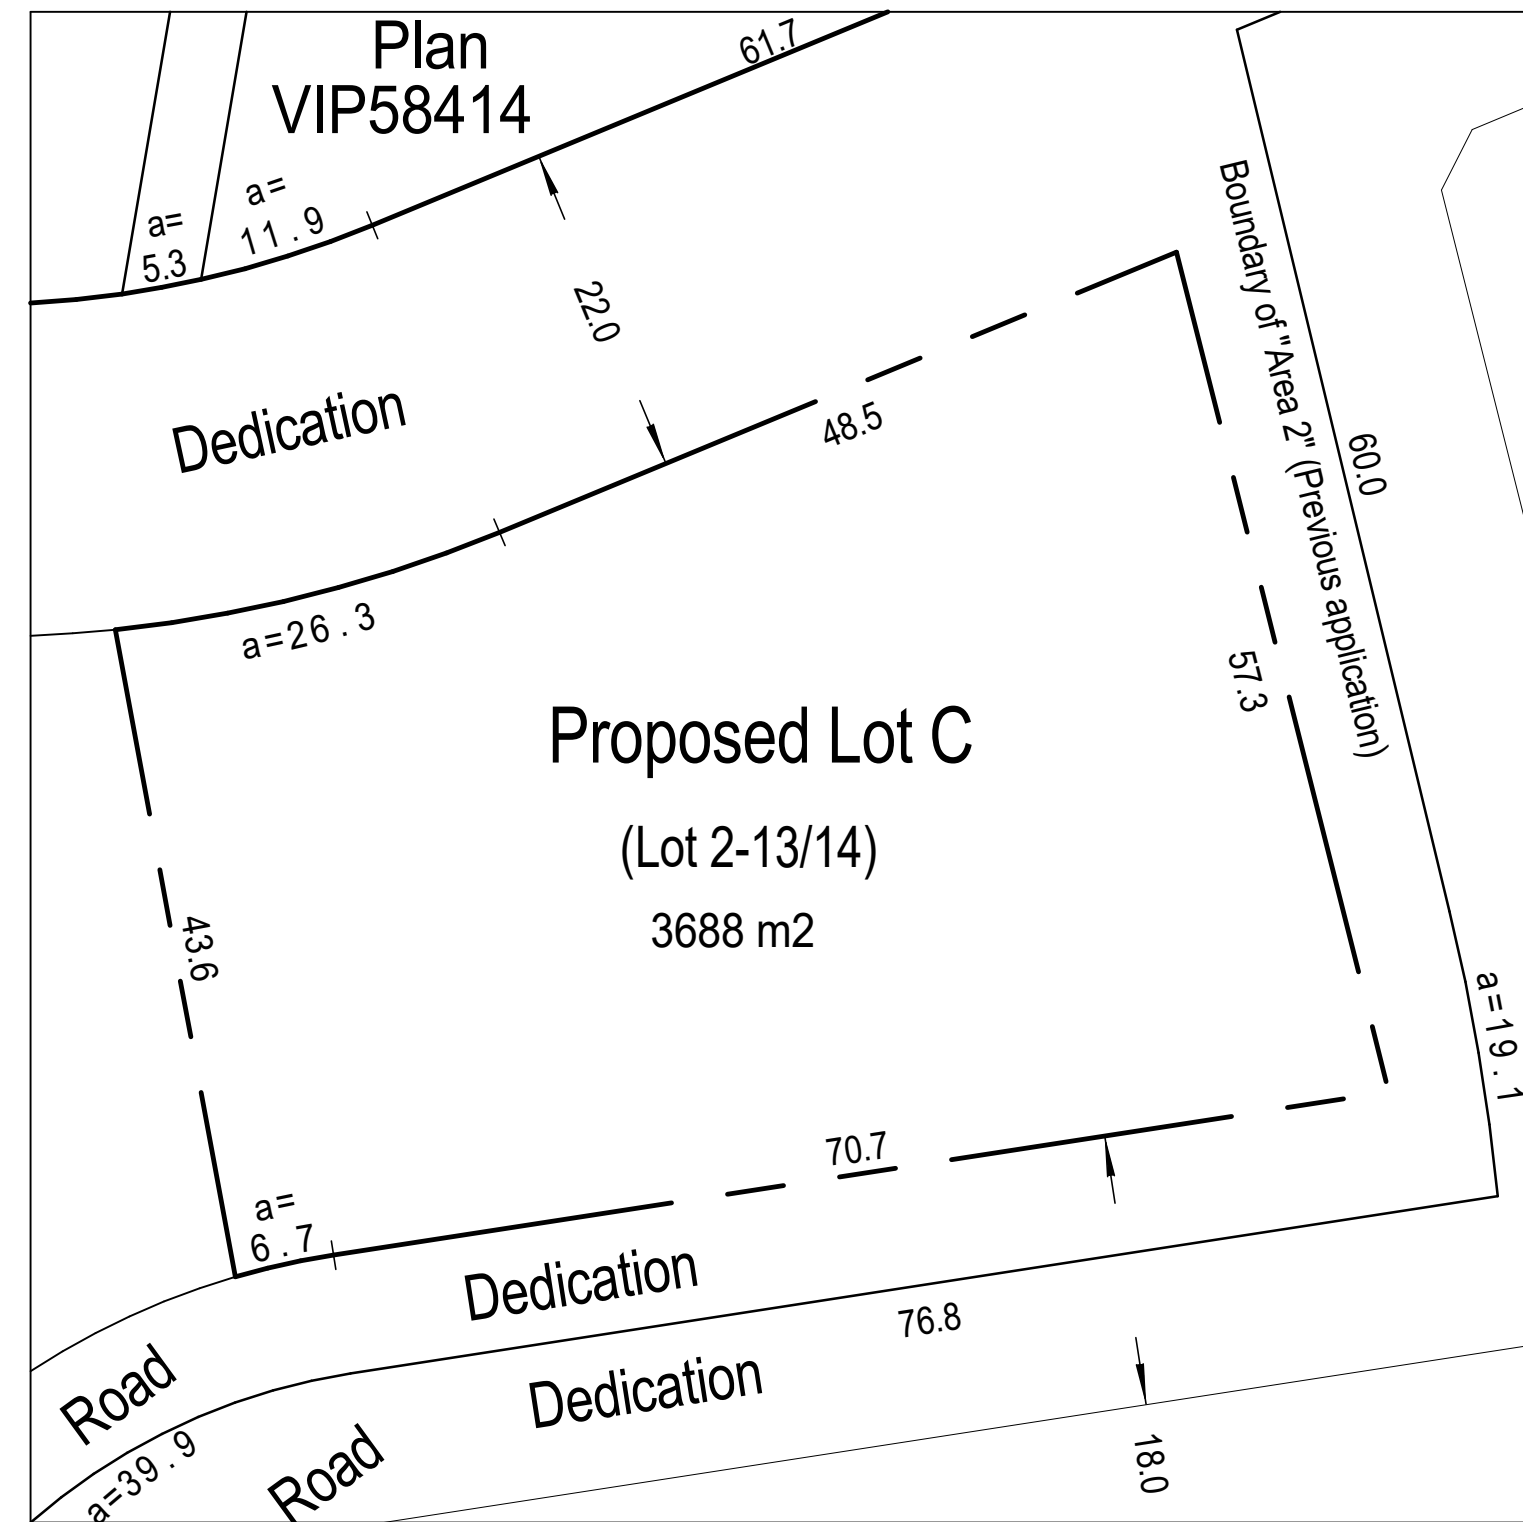 Plan
VIP58414
61.7
a=
11.9
a=
5.3
22.0
Dedication
48.5
Boundary of "Area 2" (Previous application)
60.0
a=26.3
57.3
Proposed Lot C
(Lot 2-13/14)
3688 m2
43.6
a=19.1
70.7
a=
6.7
Dedication
76.8
Road
Dedication
a=39.9
Road
18.0